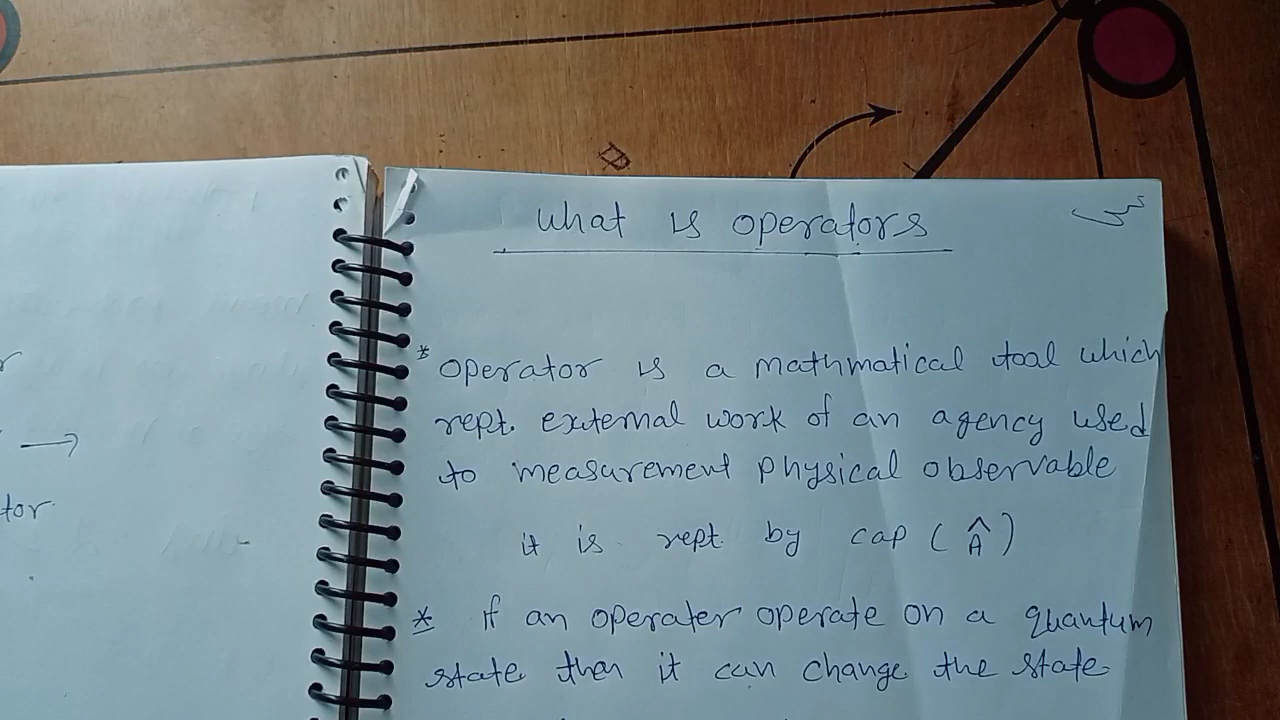 r
→
tor
What is operators
* operator is a mathmatical tool which
rept. external work of an agency used
to measurement physical observable
it is rept by cap ( Â )
* if an operater operate on a quantum
state then it can change the state